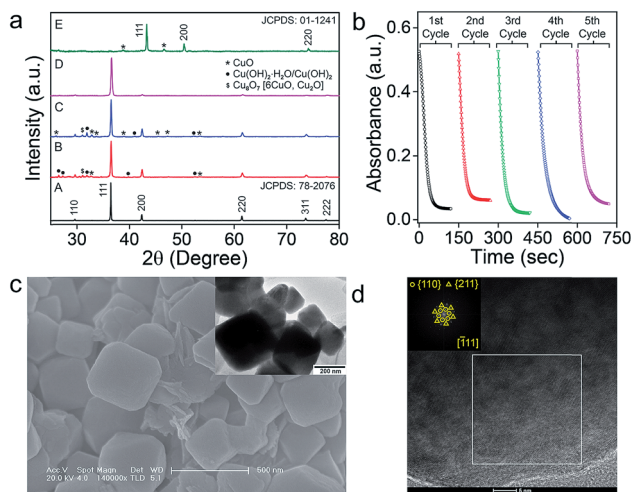 a
Intensity (a.u.)
E
JCPDS: 01-1241
111
200
220
*
*
D
* CuO
● Cu(OH)₂·H₂O/Cu(OH)₂
$ Cu₈O₇ [6CuO, Cu₂O]
C
B
A
JCPDS: 78-2076
110
111
200
220
311
222
30 40 50 60 70 80
2θ (Degree)
b
Absorbance (a.u.)
1st Cycle
2nd Cycle
3rd Cycle
4th Cycle
5th Cycle
0.6
0.4
0.2
0.0
0 150 300 450 600 750
Time (sec)
c
200 nm
Acc.V Spot Magn Det WD
20.0 kV 4.0 140000x TLD 5.1
500 nm
d
○ {110} △ {211}
[1̅11]
5 nm